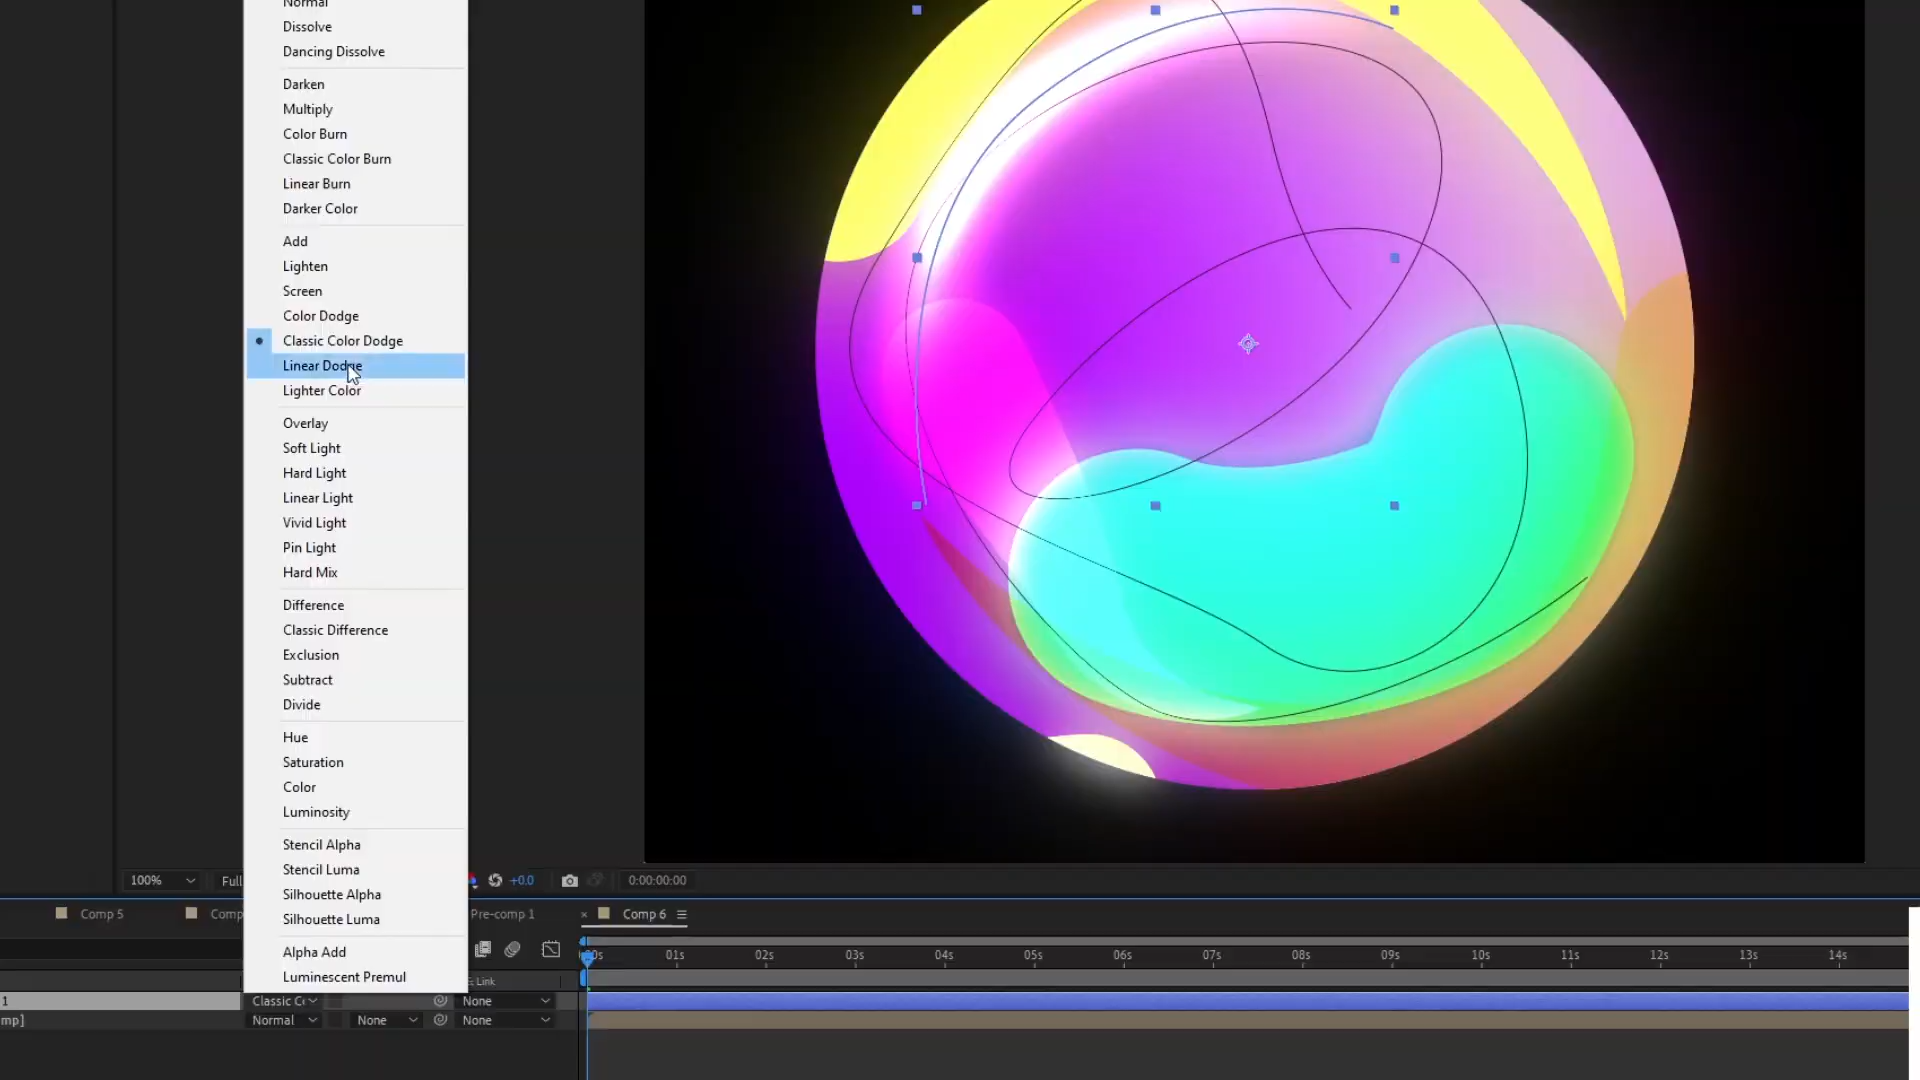 Normal
Dissolve
Dancing Dissolve
Darken
Multiply
Color Burn
Classic Color Burn
Linear Burn
Darker Color
Add
Lighten
Screen
Color Dodge
Classic Color Dodge
Linear Dodge
Lighter Color
Overlay
Soft Light
Hard Light
Linear Light
Vivid Light
Pin Light
Hard Mix
Difference
Classic Difference
Exclusion
Subtract
Divide
Hue
Saturation
Color
Luminosity
Stencil Alpha
Stencil Luma
Silhouette Alpha
Silhouette Luma
Alpha Add
Luminescent Premul
100% Full +0.0 0:00:00:00
Comp 5 Comp Pre-comp 1 × Comp 6
0s 01s 02s 03s 04s 05s 06s 07s 08s 09s 10s 11s 12s 13s 14s
Link
1 Classic C None
mp] Normal None None